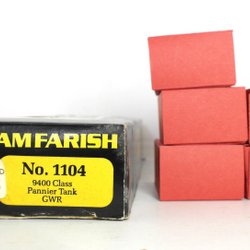 AM FARISH
No. 1104
9400 Class
Pannier Tank
GWR